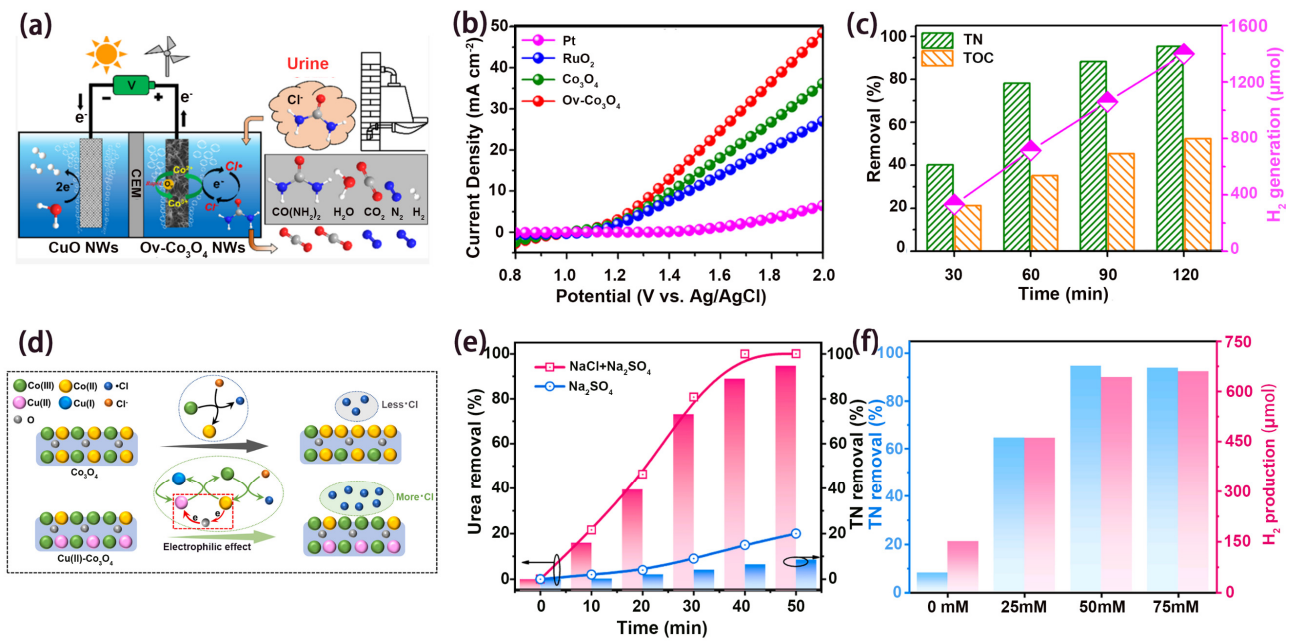 (a)
Urine
Cl-
V
− +
e-
e-
2e-
CEM
Co3+
O
Co2+
Cl•
e-
Cl-
CO(NH2)2 H2O CO2 N2 H2
CuO NWs Ov-Co3O4 NWs
(b)
Current Density (mA cm−2)
50
40
30
20
10
0
Pt
RuO2
Co3O4
Ov-Co3O4
0.8 1.0 1.2 1.4 1.6 1.8 2.0
Potential (V vs. Ag/AgCl)
(c)
Removal (%)
100
80
60
40
20
0
TN
TOC
1600
1200
800
400
0
H2 generation (μmol)
30 60 90 120
Time (min)
(d)
Co(III) Co(II) •Cl
Cu(II) Cu(I) Cl-
O
Less•Cl
Co3O4
More•Cl
e- e-
Electrophilic effect
Cu(II)-Co3O4
(e)
Urea removal (%)
100
80
60
40
20
0
NaCl+Na2SO4
Na2SO4
100
80
60
40
20
0
TN removal (%)
0 10 20 30 40 50
Time (min)
(f)
TN removal (%)
100
80
60
40
20
0
750
600
450
300
150
0
H2 production (μmol)
0 mM 25mM 50mM 75mM